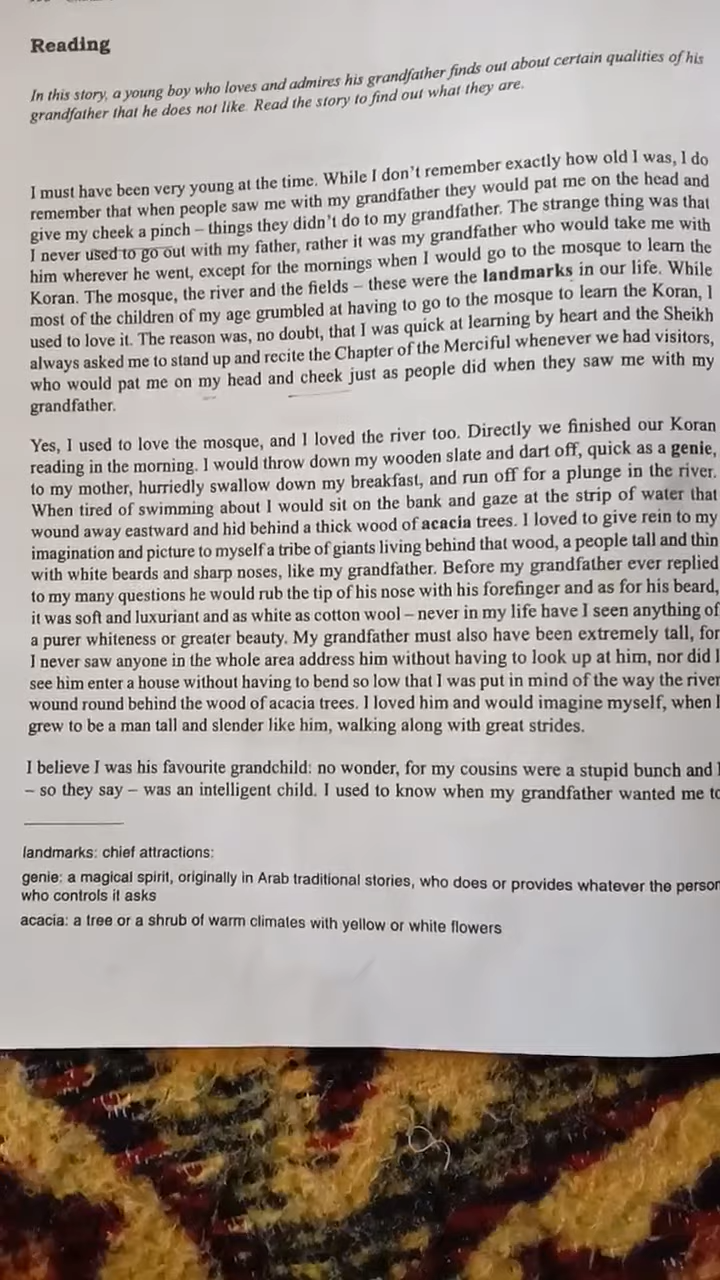 Reading
In this story, a young boy who loves and admires his grandfather finds out about certain qualities of his
grandfather that he does not like. Read the story to find out what they are.
I must have been very young at the time. While I don't remember exactly how old I was, I do
remember that when people saw me with my grandfather they would pat me on the head and
give my cheek a pinch – things they didn't do to my grandfather. The strange thing was that
I never used to go out with my father, rather it was my grandfather who would take me with
him wherever he went, except for the mornings when I would go to the mosque to learn the
Koran. The mosque, the river and the fields – these were the landmarks in our life. While
most of the children of my age grumbled at having to go to the mosque to learn the Koran, I
used to love it. The reason was, no doubt, that I was quick at learning by heart and the Sheikh
always asked me to stand up and recite the Chapter of the Merciful whenever we had visitors,
who would pat me on my head and cheek just as people did when they saw me with my
grandfather.
Yes, I used to love the mosque, and I loved the river too. Directly we finished our Koran
reading in the morning. I would throw down my wooden slate and dart off, quick as a genie,
to my mother, hurriedly swallow down my breakfast, and run off for a plunge in the river.
When tired of swimming about I would sit on the bank and gaze at the strip of water that
wound away eastward and hid behind a thick wood of acacia trees. I loved to give rein to my
imagination and picture to myself a tribe of giants living behind that wood, a people tall and thin
with white beards and sharp noses, like my grandfather. Before my grandfather ever replied
to my many questions he would rub the tip of his nose with his forefinger and as for his beard,
it was soft and luxuriant and as white as cotton wool – never in my life have I seen anything of
a purer whiteness or greater beauty. My grandfather must also have been extremely tall, for
I never saw anyone in the whole area address him without having to look up at him, nor did I
see him enter a house without having to bend so low that I was put in mind of the way the river
wound round behind the wood of acacia trees. I loved him and would imagine myself, when I
grew to be a man tall and slender like him, walking along with great strides.
I believe I was his favourite grandchild: no wonder, for my cousins were a stupid bunch and I
– so they say – was an intelligent child. I used to know when my grandfather wanted me to
landmarks: chief attractions:
genie: a magical spirit, originally in Arab traditional stories, who does or provides whatever the person
who controls it asks
acacia: a tree or a shrub of warm climates with yellow or white flowers